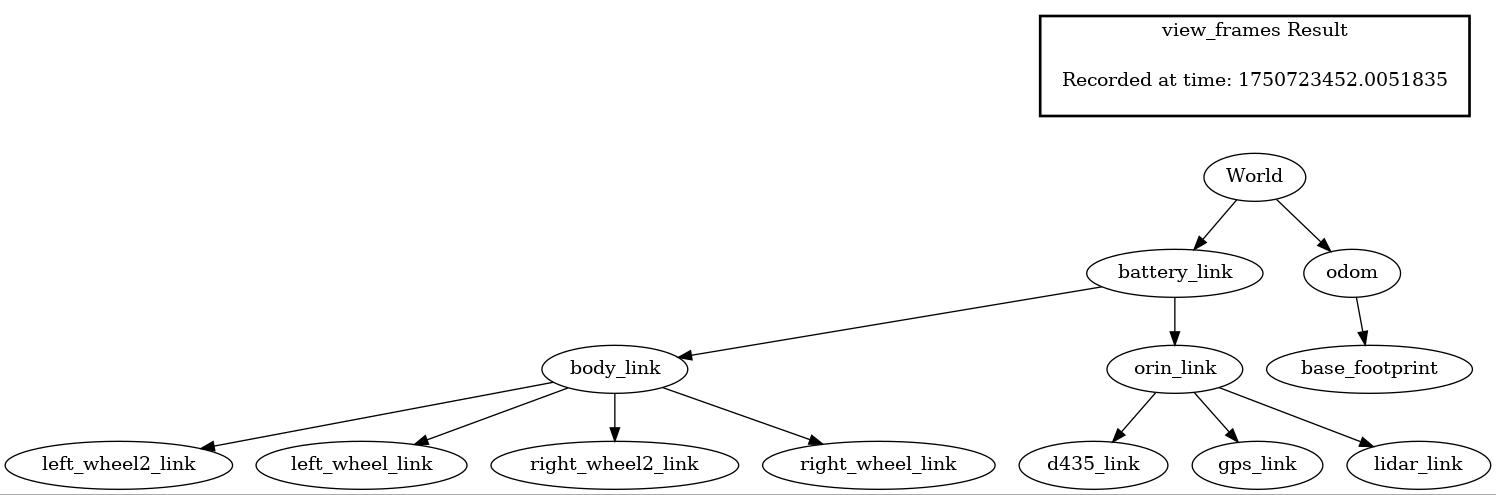 view_frames Result
Recorded at time: 1750723452.0051835
World
battery_link
odom
body_link
orin_link
base_footprint
left_wheel2_link
left_wheel_link
right_wheel2_link
right_wheel_link
d435_link
gps_link
lidar_link